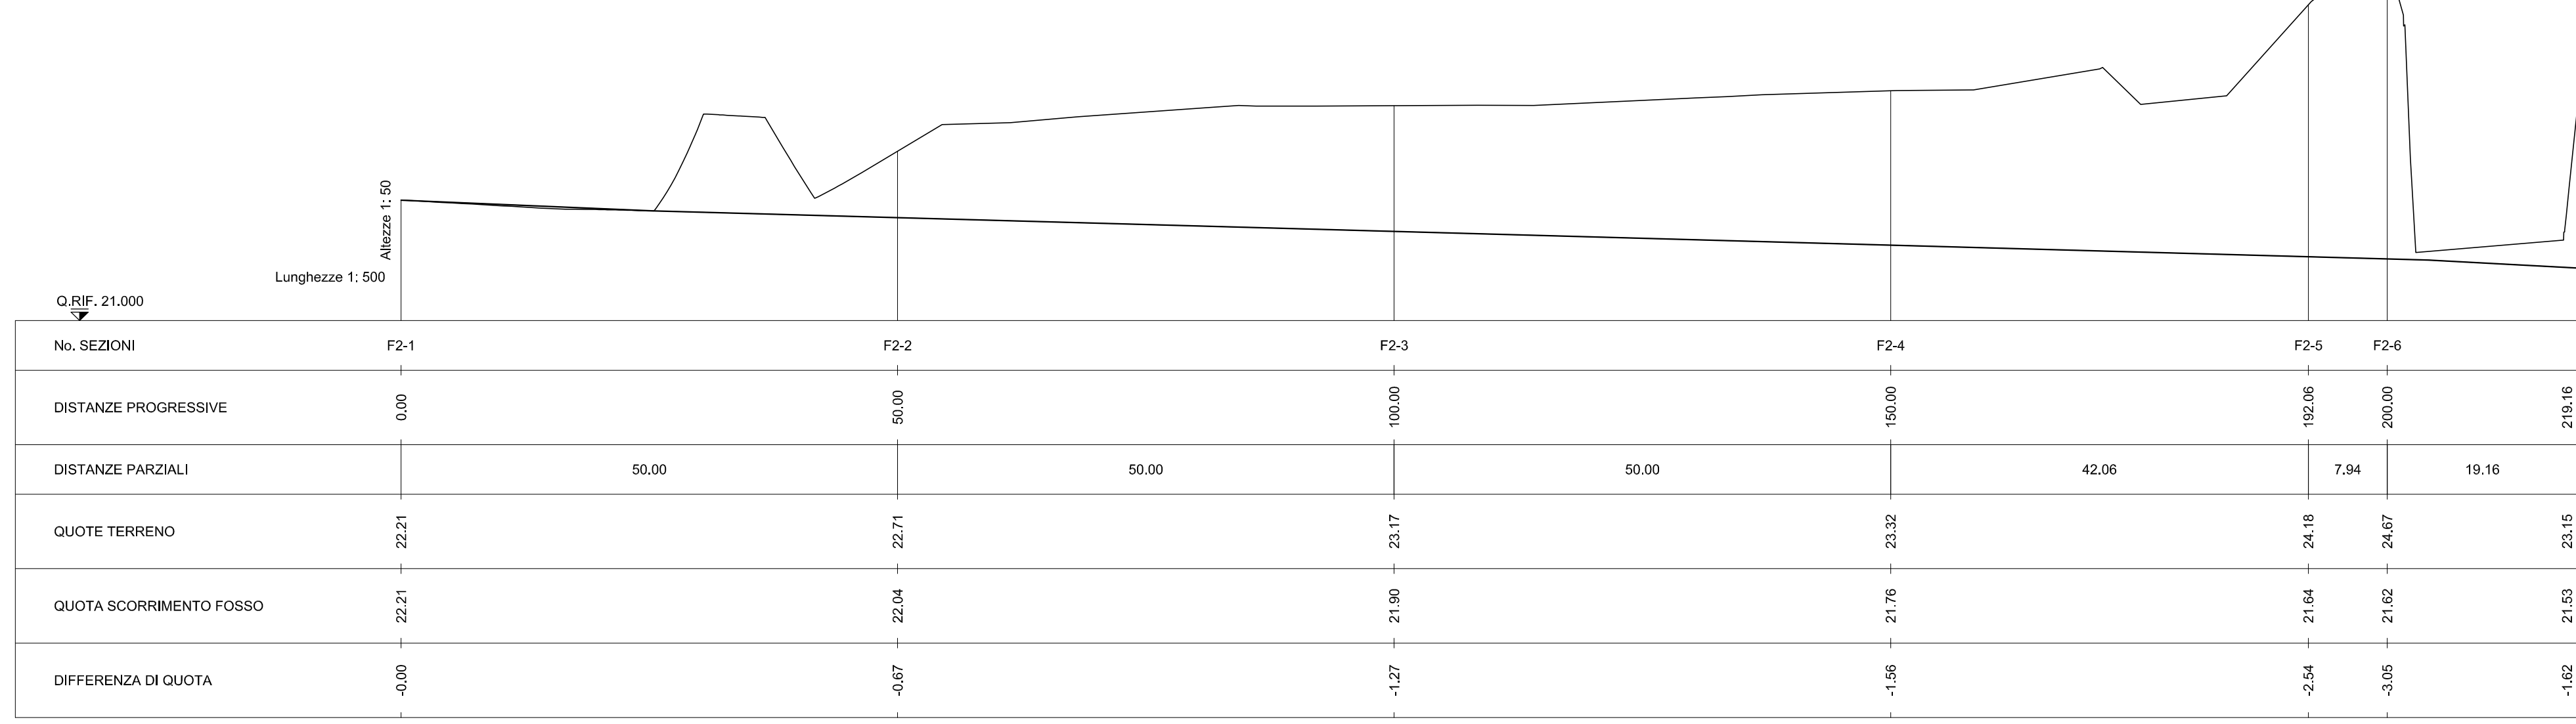 Altezze 1: 50
Lunghezze 1: 500
Q.RIF. 21.000
No. SEZIONI F2-1 F2-2 F2-3 F2-4 F2-5 F2-6
DISTANZE PROGRESSIVE 0.00 50.00 100.00 150.00 192.06 200.00 219.16
DISTANZE PARZIALI 50.00 50.00 50.00 42.06 7.94 19.16
QUOTE TERRENO 22.21 22.71 23.17 23.32 24.18 24.67 23.15
QUOTA SCORRIMENTO FOSSO 22.21 22.04 21.90 21.76 21.64 21.62 21.53
DIFFERENZA DI QUOTA -0.00 -0.67 -1.27 -1.56 -2.54 -3.05 -1.62